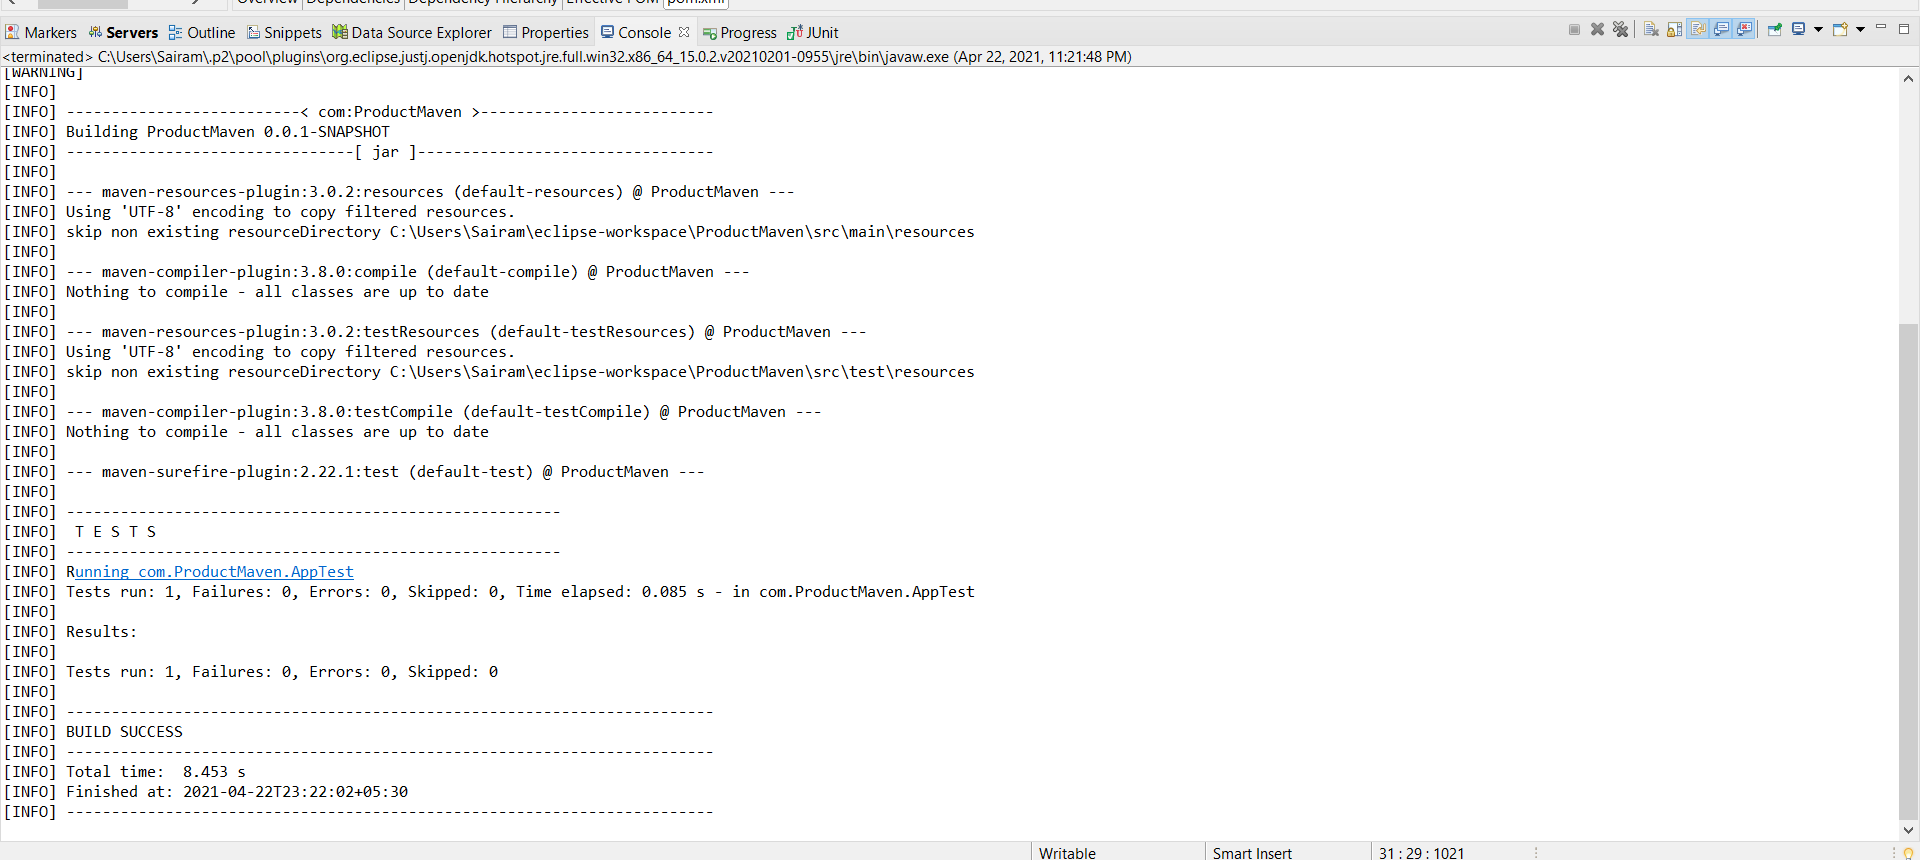 Overview Dependencies Dependency Hierarchy Effective POM pom.xml
Markers Servers Outline Snippets Data Source Explorer Properties Console Progress JUnit
<terminated> C:\Users\Sairam\.p2\pool\plugins\org.eclipse.justj.openjdk.hotspot.jre.full.win32.x86_64_15.0.2.v20210201-0955\jre\bin\javaw.exe (Apr 22, 2021, 11:21:48 PM)
[WARNING]
[INFO]
[INFO] --------------------------< com:ProductMaven >--------------------------
[INFO] Building ProductMaven 0.0.1-SNAPSHOT
[INFO] --------------------------------[ jar ]---------------------------------
[INFO]
[INFO] --- maven-resources-plugin:3.0.2:resources (default-resources) @ ProductMaven ---
[INFO] Using 'UTF-8' encoding to copy filtered resources.
[INFO] skip non existing resourceDirectory C:\Users\Sairam\eclipse-workspace\ProductMaven\src\main\resources
[INFO]
[INFO] --- maven-compiler-plugin:3.8.0:compile (default-compile) @ ProductMaven ---
[INFO] Nothing to compile - all classes are up to date
[INFO]
[INFO] --- maven-resources-plugin:3.0.2:testResources (default-testResources) @ ProductMaven ---
[INFO] Using 'UTF-8' encoding to copy filtered resources.
[INFO] skip non existing resourceDirectory C:\Users\Sairam\eclipse-workspace\ProductMaven\src\test\resources
[INFO]
[INFO] --- maven-compiler-plugin:3.8.0:testCompile (default-testCompile) @ ProductMaven ---
[INFO] Nothing to compile - all classes are up to date
[INFO]
[INFO] --- maven-surefire-plugin:2.22.1:test (default-test) @ ProductMaven ---
[INFO]
[INFO] -------------------------------------------------------
[INFO]  T E S T S
[INFO] -------------------------------------------------------
[INFO] Running com.ProductMaven.AppTest
[INFO] Tests run: 1, Failures: 0, Errors: 0, Skipped: 0, Time elapsed: 0.085 s - in com.ProductMaven.AppTest
[INFO]
[INFO] Results:
[INFO]
[INFO] Tests run: 1, Failures: 0, Errors: 0, Skipped: 0
[INFO]
[INFO] ------------------------------------------------------------------------
[INFO] BUILD SUCCESS
[INFO] ------------------------------------------------------------------------
[INFO] Total time:  8.453 s
[INFO] Finished at: 2021-04-22T23:22:02+05:30
[INFO] ------------------------------------------------------------------------
Writable Smart Insert 31 : 29 : 1021